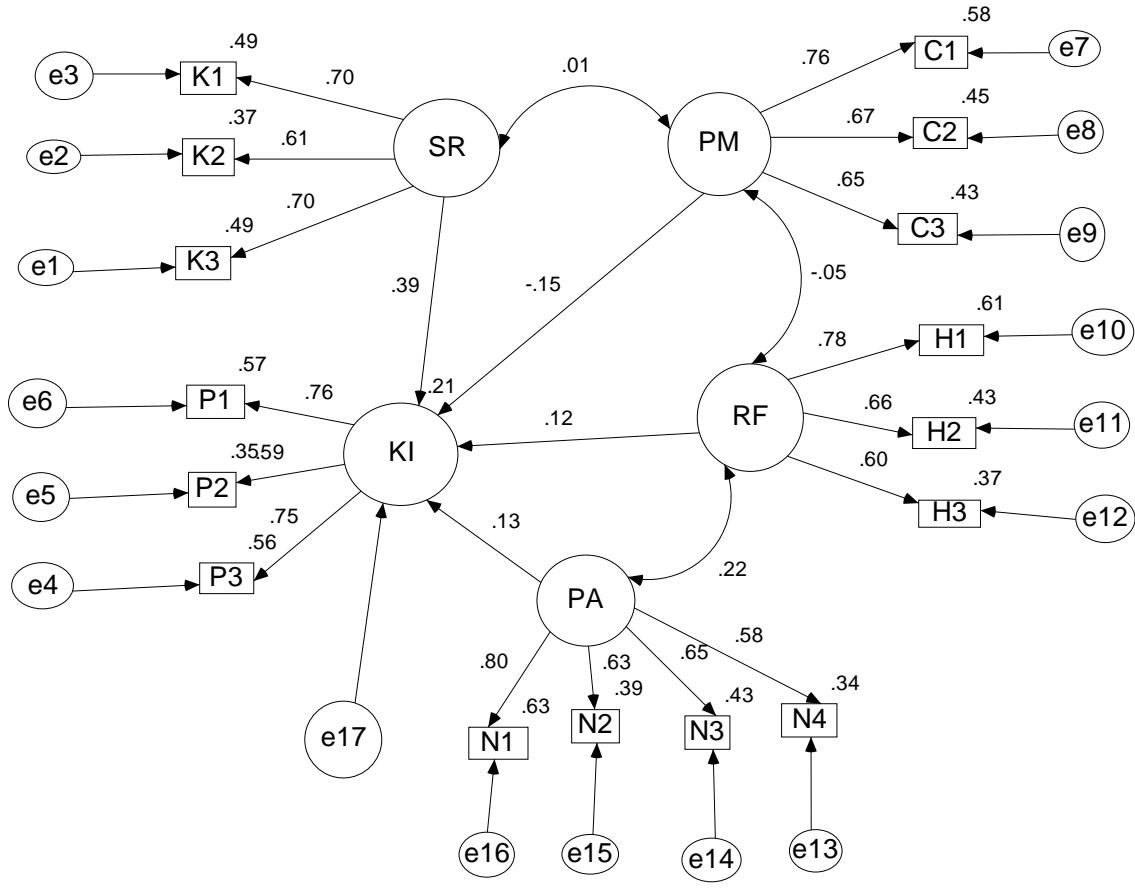 .58
.49
C1
e7
e3
K1
.01
.76
.70
.45
.37
.67
C2
e8
SR
PM
e2
K2
.61
.65
.43
.70
.49
C3
e9
e1
K3
.39
-.15
-.05
.61
.78
H1
e10
.57
.21
.66
.43
e6
P1
.76
RF
.12
H2
e11
.35
.59
KI
.60
.37
e5
P2
H3
e12
.75
.13
.56
.22
e4
P3
PA
.58
.80
.63
.65
.39
.43
.34
.63
N2
N3
N4
e17
N1
e16
e15
e14
e13